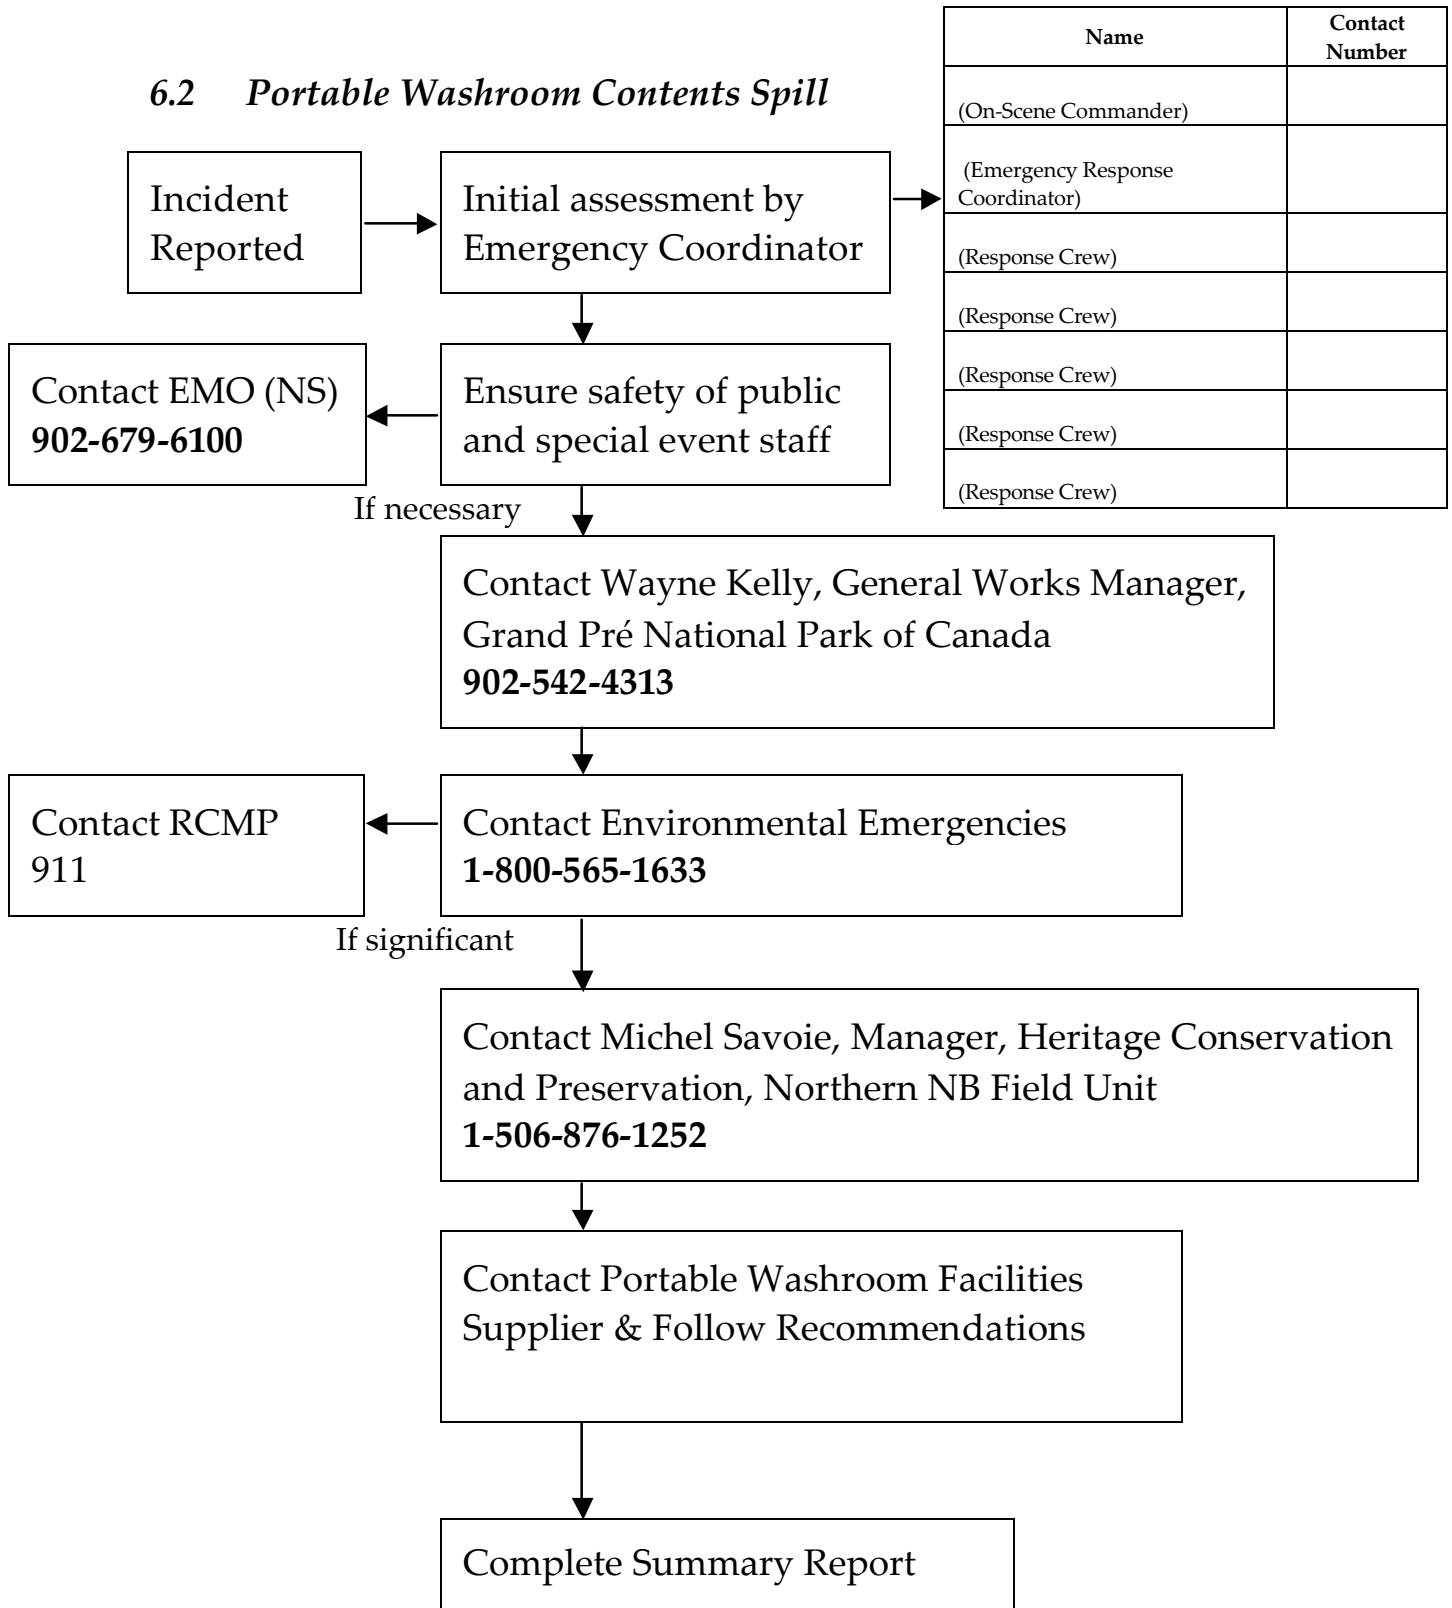 6.2 Portable Washroom Contents Spill
Name
Contact
Number
(On-Scene Commander)
(Emergency Response
Coordinator)
(Response Crew)
(Response Crew)
(Response Crew)
(Response Crew)
(Response Crew)
Incident
Reported
Initial assessment by
Emergency Coordinator
Contact EMO (NS)
902-679-6100
Ensure safety of public
and special event staff
If necessary
Contact Wayne Kelly, General Works Manager,
Grand Pré National Park of Canada
902-542-4313
Contact RCMP
911
Contact Environmental Emergencies
1-800-565-1633
If significant
Contact Michel Savoie, Manager, Heritage Conservation
and Preservation, Northern NB Field Unit
1-506-876-1252
Contact Portable Washroom Facilities
Supplier & Follow Recommendations
Complete Summary Report